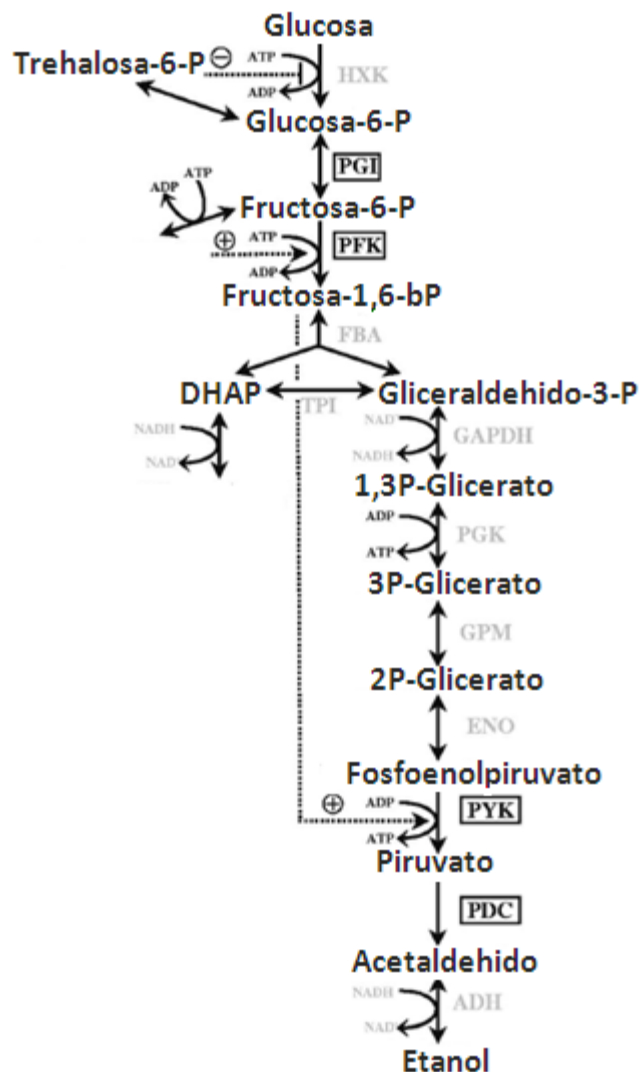 Glucosa
Trehalosa-6-P
⊖
ATP
HXK
ADP
Glucosa-6-P
PGI
ATP
ADP
Fructosa-6-P
⊕
ATP
PFK
ADP
Fructosa-1,6-bP
FBA
DHAP
TPI
Gliceraldehido-3-P
NADH
NAD
NAD
GAPDH
NADH
1,3P-Glicerato
ADP
PGK
ATP
3P-Glicerato
GPM
2P-Glicerato
ENO
Fosfoenolpiruvato
⊕
ADP
PYK
ATP
Piruvato
PDC
Acetaldehido
NADH
ADH
NAD
Etanol